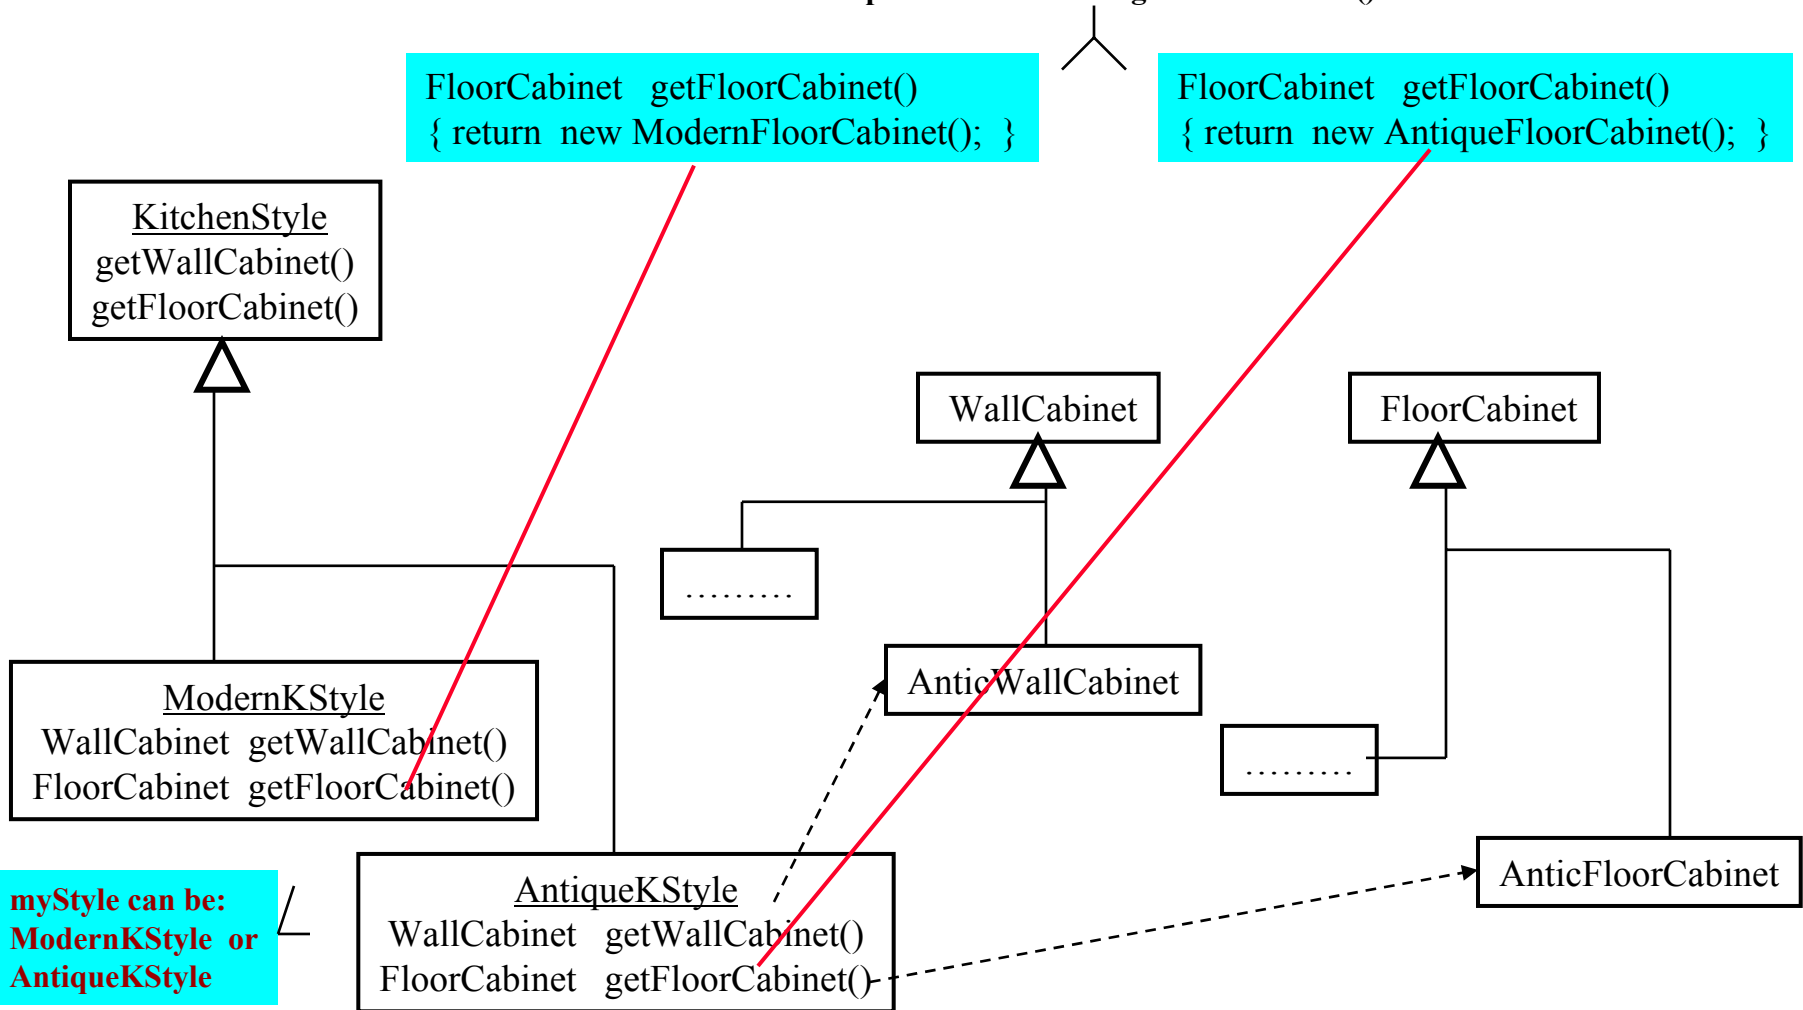 FloorCabinet getFloorCabinet()
{ return new ModernFloorCabinet(); }
FloorCabinet getFloorCabinet()
{ return new AntiqueFloorCabinet(); }
KitchenStyle
getWallCabinet()
getFloorCabinet()
WallCabinet
FloorCabinet
.........
AnticWallCabinet
ModernKStyle
WallCabinet getWallCabinet()
FloorCabinet getFloorCabinet()
.........
AnticFloorCabinet
myStyle can be:
ModernKStyle or
AntiqueKStyle
AntiqueKStyle
WallCabinet getWallCabinet()
FloorCabinet getFloorCabinet()